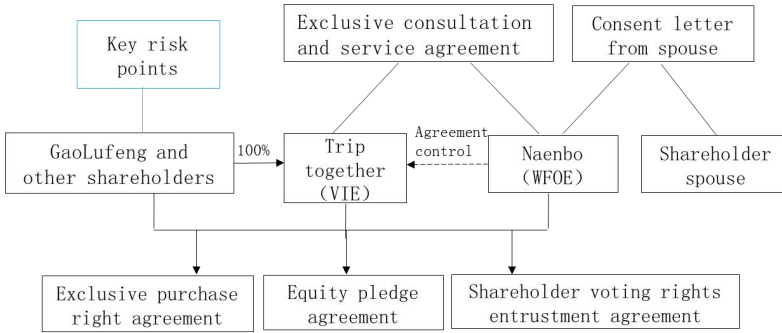 Key risk
points
Exclusive consultation
and service agreement
Consent letter
from spouse
GaoLufeng and
other shareholders
100%
Trip
together
(VIE)
Agreement
control
Naenbo
(WFOE)
Shareholder
spouse
Exclusive purchase
right agreement
Equity pledge
agreement
Shareholder voting rights
entrustment agreement